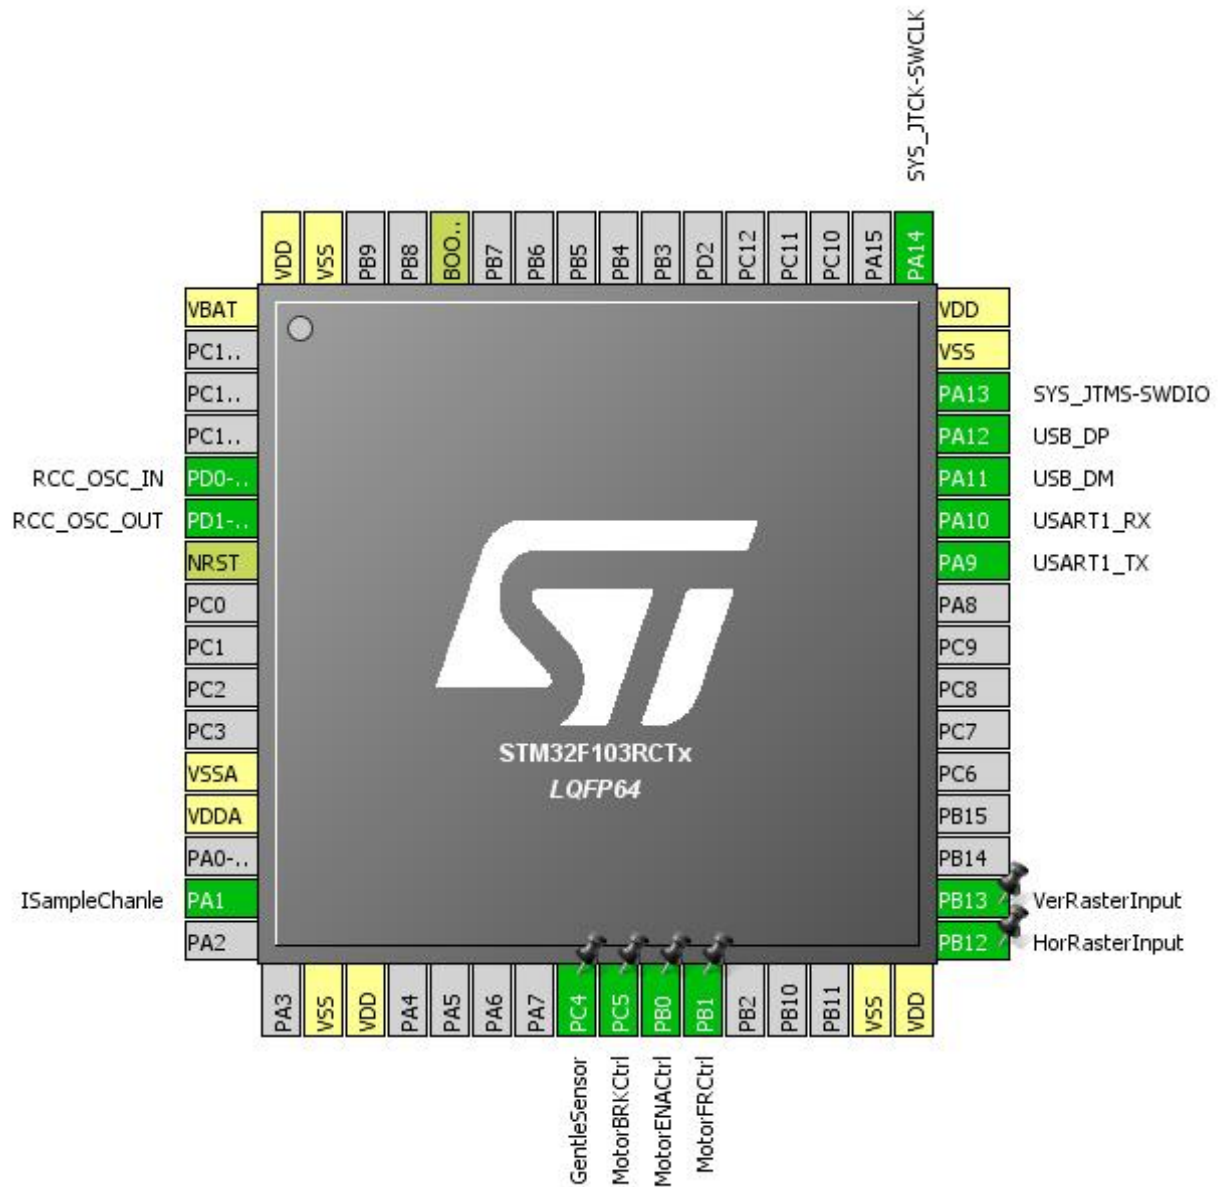 SYS_JTCK-SWCLK
VDD
VSS
PB9
PB8
BOO..
PB7
PB6
PB5
PB4
PB3
PD2
PC12
PC11
PC10
PA15
PA14
VBAT
PC1..
PC1..
PC1..
RCC_OSC_IN PD0-..
RCC_OSC_OUT PD1-..
NRST
PC0
PC1
PC2
PC3
VSSA
VDDA
PA0-..
ISampleChanle PA1
PA2
ST
STM32F103RCTx
LQFP64
VDD
VSS
PA13 SYS_JTMS-SWDIO
PA12 USB_DP
PA11 USB_DM
PA10 USART1_RX
PA9 USART1_TX
PA8
PC9
PC8
PC7
PC6
PB15
PB14
PB13 VerRasterInput
PB12 HorRasterInput
PA3
VSS
VDD
PA4
PA5
PA6
PA7
PC4
PC5
PB0
PB1
PB2
PB10
PB11
VSS
VDD
GentleSensor
MotorBRKCtrl
MotorENACtrl
MotorFRCtrl